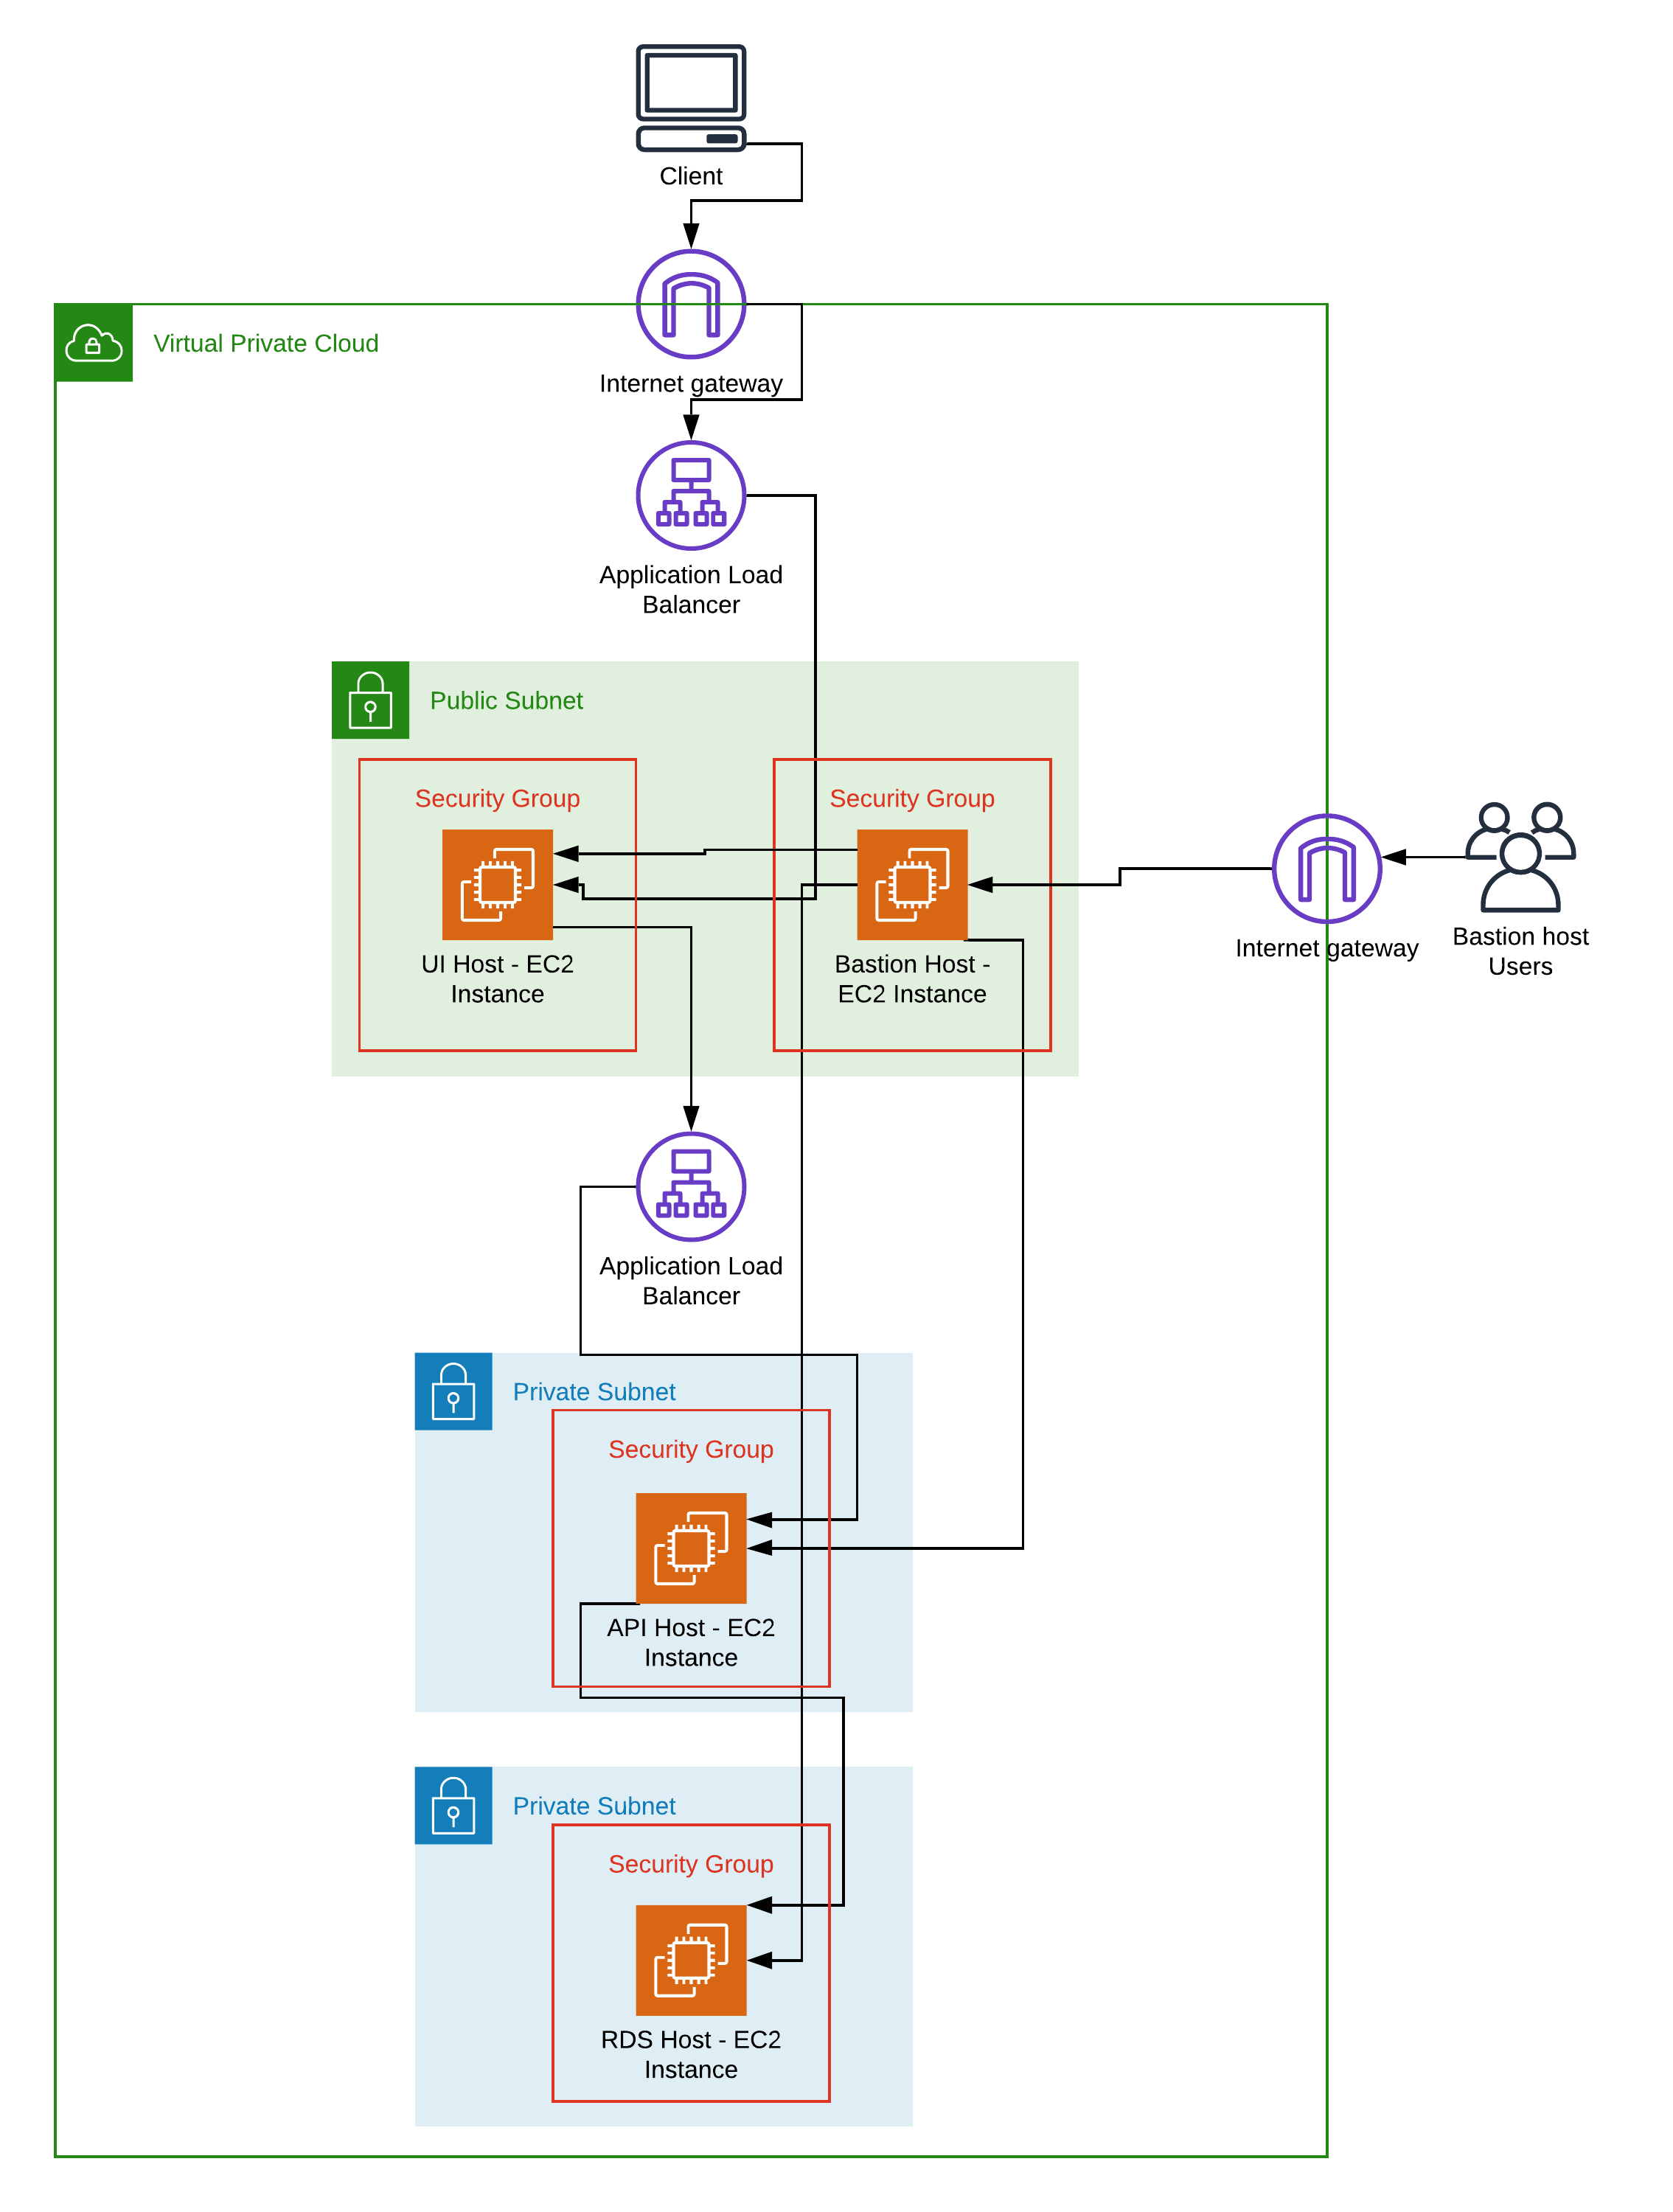 Client
Internet gateway
Virtual Private Cloud
Application Load
Balancer
Public Subnet
Security Group
UI Host - EC2
Instance
Security Group
Bastion Host -
EC2 Instance
Internet gateway
Bastion host
Users
Application Load
Balancer
Private Subnet
Security Group
API Host - EC2
Instance
Private Subnet
Security Group
RDS Host - EC2
Instance